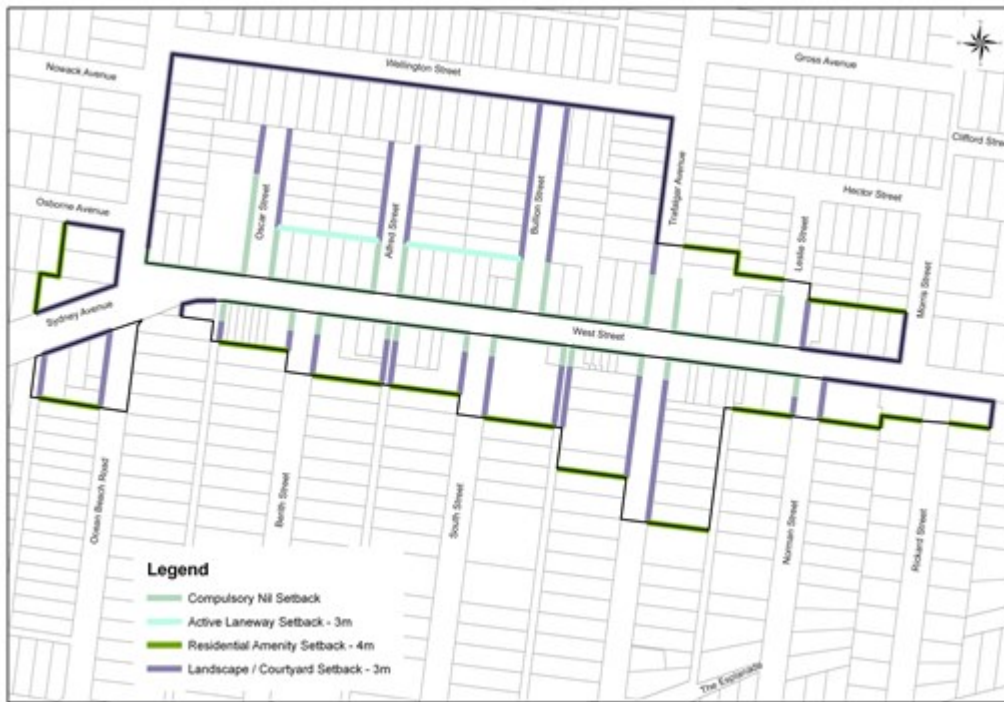 Nowack Avenue
Wellington Street
Gross Avenue
Clifford Street
Hector Street
Trafalgar Avenue
Osborne Avenue
Oscar Street
Alfred Street
Bullion Street
Leslie Street
Morris Street
Sydney Avenue
West Street
Ocean Beach Road
Berith Street
South Street
Norman Street
Rickard Street
The Esplanade
Legend
Compulsory Nil Setback
Active Laneway Setback - 3m
Residential Amenity Setback - 4m
Landscape / Courtyard Setback - 3m